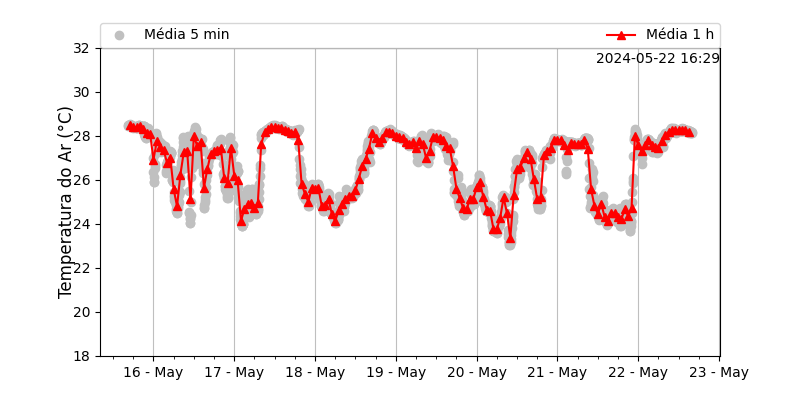 Média 5 min
Média 1 h
2024-05-22 16:29
Temperatura do Ar (°C)
32
30
28
26
24
22
20
18
16 - May
17 - May
18 - May
19 - May
20 - May
21 - May
22 - May
23 - May